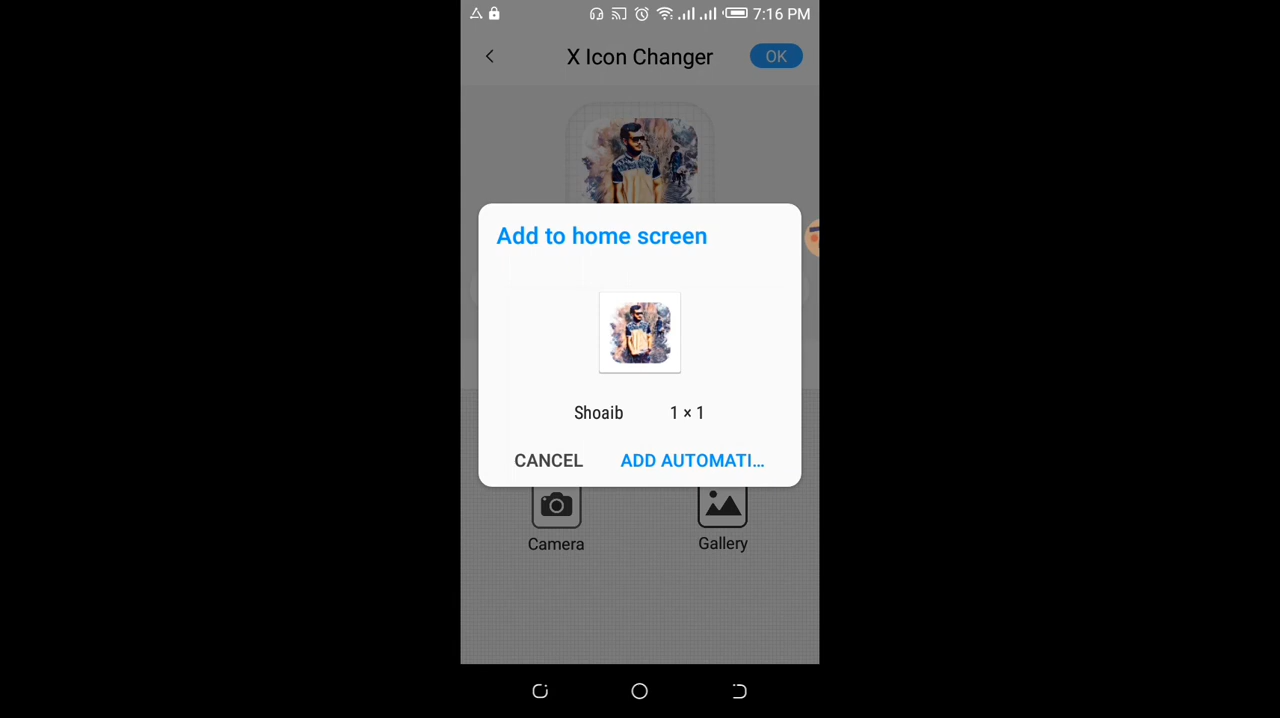 7:16 PM
X Icon Changer
OK
Add to home screen
Shoaib 1 × 1
CANCEL ADD AUTOMATI...
Camera Gallery